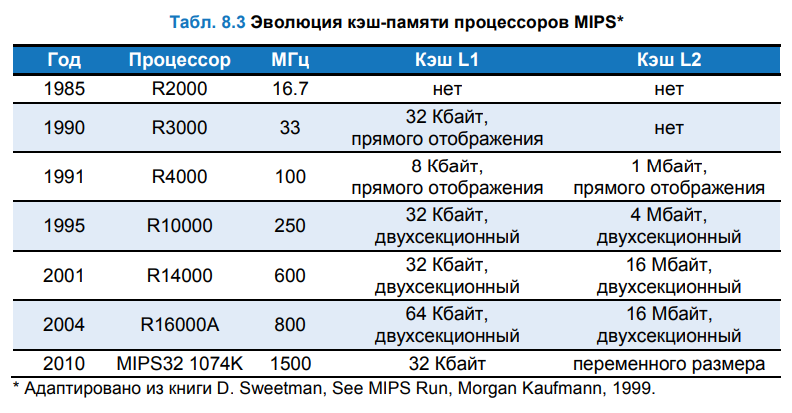 Табл. 8.3 Эволюция кэш-памяти процессоров MIPS*
Год Процессор МГц Кэш L1 Кэш L2
1985 R2000 16.7 нет нет
1990 R3000 33 32 Кбайт, прямого отображения нет
1991 R4000 100 8 Кбайт, прямого отображения 1 Мбайт, прямого отображения
1995 R10000 250 32 Кбайт, двухсекционный 4 Мбайт, двухсекционный
2001 R14000 600 32 Кбайт, двухсекционный 16 Мбайт, двухсекционный
2004 R16000A 800 64 Кбайт, двухсекционный 16 Мбайт, двухсекционный
2010 MIPS32 1074K 1500 32 Кбайт переменного размера
* Адаптировано из книги D. Sweetman, See MIPS Run, Morgan Kaufmann, 1999.